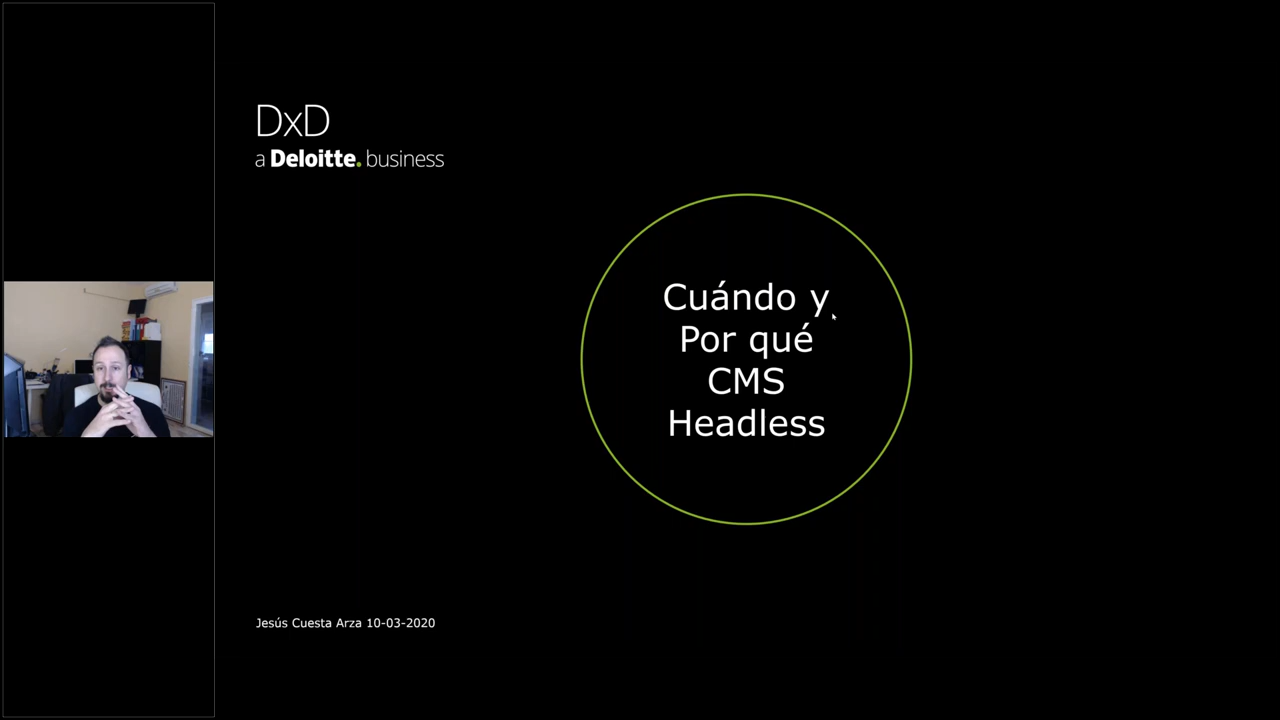 DxD
a Deloitte. business
Cuándo y
Por qué
CMS
Headless
Jesús Cuesta Arza 10-03-2020